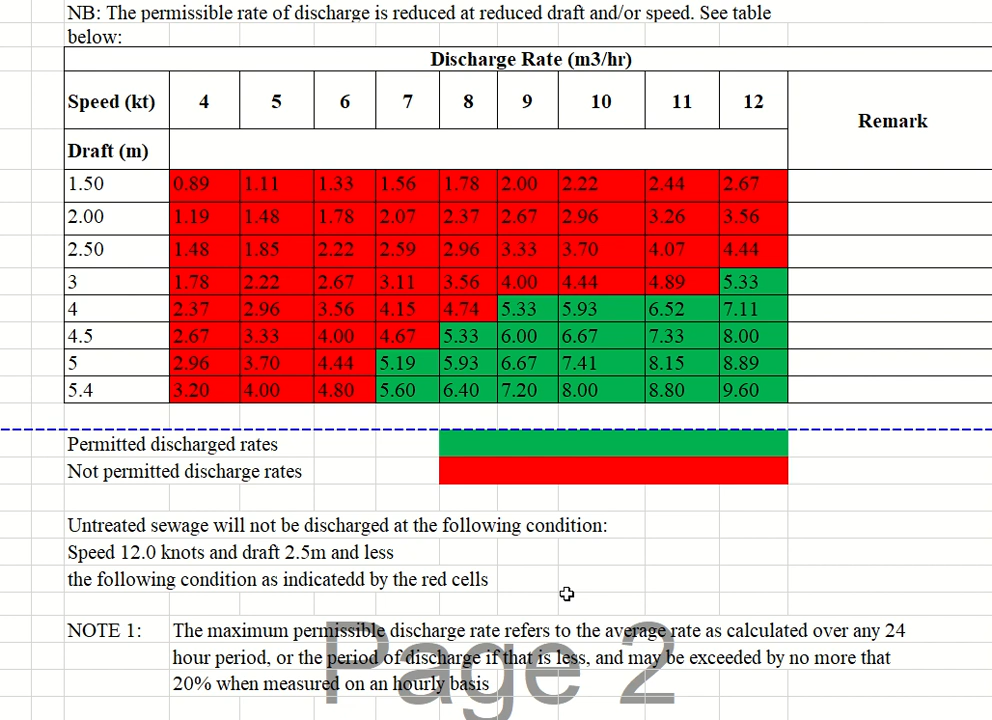 NB: The permissible rate of discharge is reduced at reduced draft and/or speed. See table
below:
Discharge Rate (m3/hr)
Speed (kt) 4 5 6 7 8 9 10 11 12 Remark
Draft (m)
1.50 0.89 1.11 1.33 1.56 1.78 2.00 2.22 2.44 2.67
2.00 1.19 1.48 1.78 2.07 2.37 2.67 2.96 3.26 3.56
2.50 1.48 1.85 2.22 2.59 2.96 3.33 3.70 4.07 4.44
3 1.78 2.22 2.67 3.11 3.56 4.00 4.44 4.89 5.33
4 2.37 2.96 3.56 4.15 4.74 5.33 5.93 6.52 7.11
4.5 2.67 3.33 4.00 4.67 5.33 6.00 6.67 7.33 8.00
5 2.96 3.70 4.44 5.19 5.93 6.67 7.41 8.15 8.89
5.4 3.20 4.00 4.80 5.60 6.40 7.20 8.00 8.80 9.60
Permitted discharged rates
Not permitted discharge rates
Untreated sewage will not be discharged at the following condition:
Speed 12.0 knots and draft 2.5m and less
the following condition as indicatedd by the red cells
NOTE 1: The maximum permissible discharge rate refers to the average rate as calculated over any 24
hour period, or the period of discharge if that is less, and may be exceeded by no more that
20% when measured on an hourly basis
Page 2